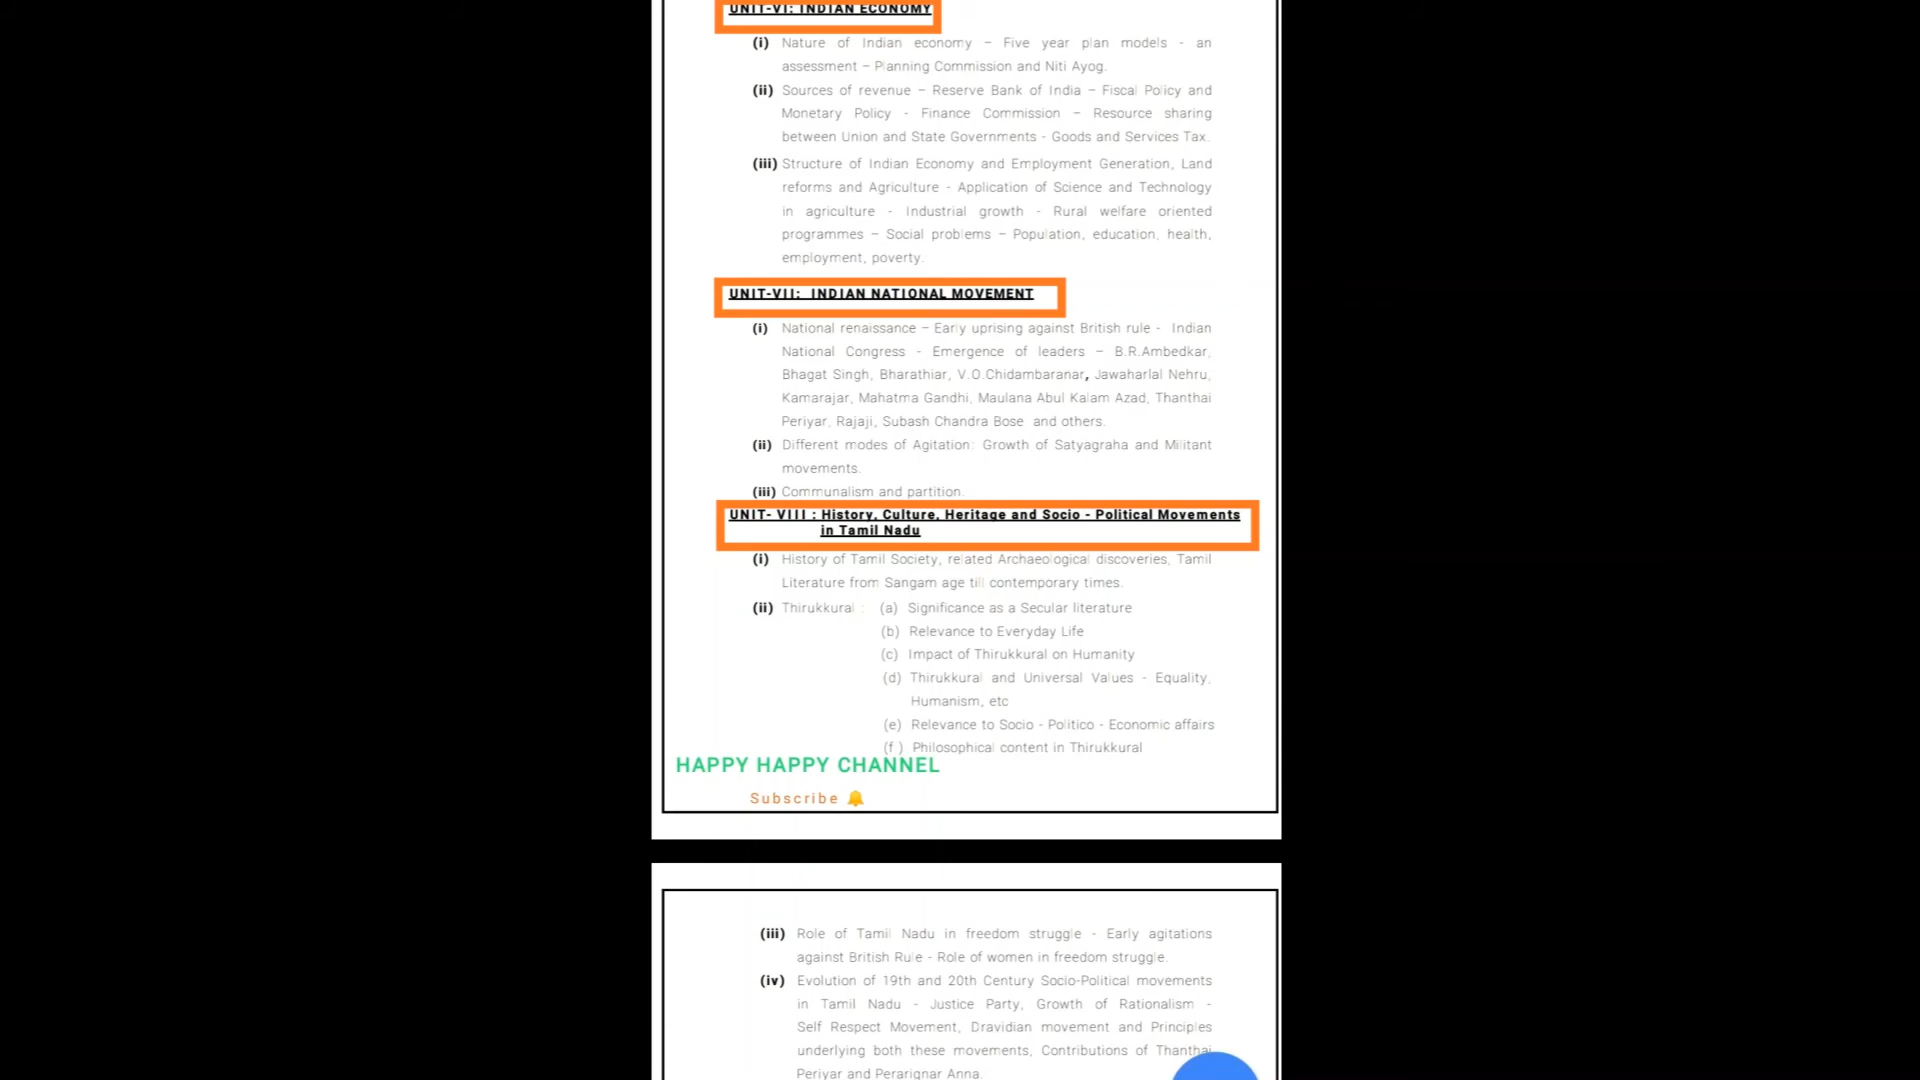 UNIT-VI: INDIAN ECONOMY
(i) Nature of Indian economy – Five year plan models - an
assessment – Planning Commission and Niti Ayog.
(ii) Sources of revenue – Reserve Bank of India – Fiscal Policy and
Monetary Policy - Finance Commission – Resource sharing
between Union and State Governments - Goods and Services Tax.
(iii) Structure of Indian Economy and Employment Generation, Land
reforms and Agriculture - Application of Science and Technology
in agriculture - Industrial growth - Rural welfare oriented
programmes – Social problems – Population, education, health,
employment, poverty.
UNIT-VII: INDIAN NATIONAL MOVEMENT
(i) National renaissance – Early uprising against British rule - Indian
National Congress - Emergence of leaders – B.R.Ambedkar,
Bhagat Singh, Bharathiar, V.O.Chidambaranar, Jawaharlal Nehru,
Kamarajar, Mahatma Gandhi, Maulana Abul Kalam Azad, Thanthai
Periyar, Rajaji, Subash Chandra Bose and others.
(ii) Different modes of Agitation: Growth of Satyagraha and Militant
movements.
(iii) Communalism and partition.
UNIT- VIII : History, Culture, Heritage and Socio - Political Movements
in Tamil Nadu
(i) History of Tamil Society, related Archaeological discoveries, Tamil
Literature from Sangam age till contemporary times.
(ii) Thirukkural : (a) Significance as a Secular literature
(b) Relevance to Everyday Life
(c) Impact of Thirukkural on Humanity
(d) Thirukkural and Universal Values - Equality,
Humanism, etc
(e) Relevance to Socio - Politico - Economic affairs
(f ) Philosophical content in Thirukkural
HAPPY HAPPY CHANNEL
Subscribe 🔔
(iii) Role of Tamil Nadu in freedom struggle - Early agitations
against British Rule - Role of women in freedom struggle.
(iv) Evolution of 19th and 20th Century Socio-Political movements
in Tamil Nadu - Justice Party, Growth of Rationalism -
Self Respect Movement, Dravidian movement and Principles
underlying both these movements, Contributions of Thanthai
Periyar and Perarignar Anna.